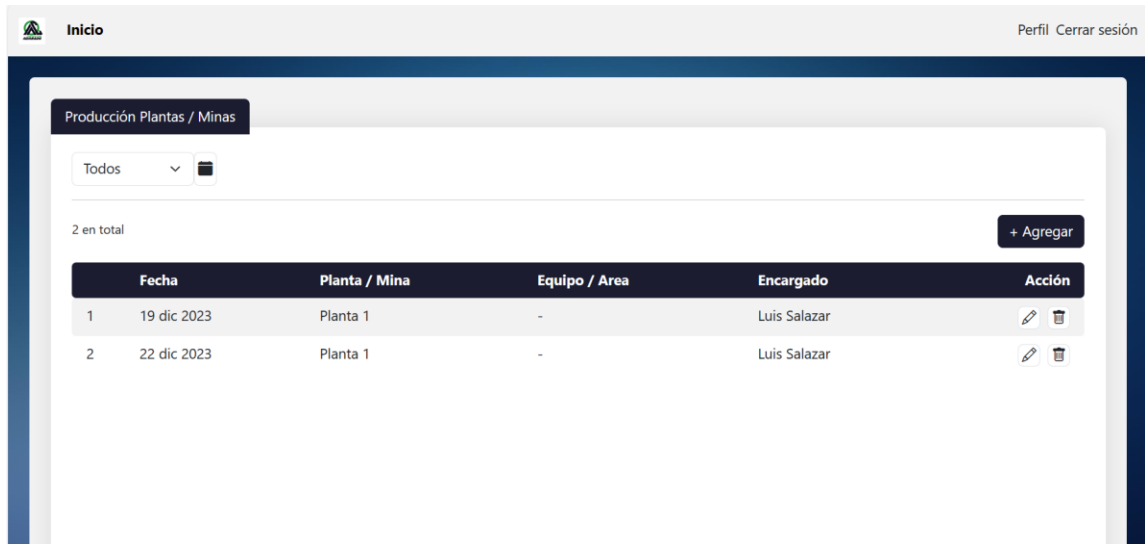 Inicio Perfil Cerrar sesión
Producción Plantas / Minas
Todos
2 en total + Agregar
Fecha Planta / Mina Equipo / Area Encargado Acción
1 19 dic 2023 Planta 1 - Luis Salazar
2 22 dic 2023 Planta 1 - Luis Salazar